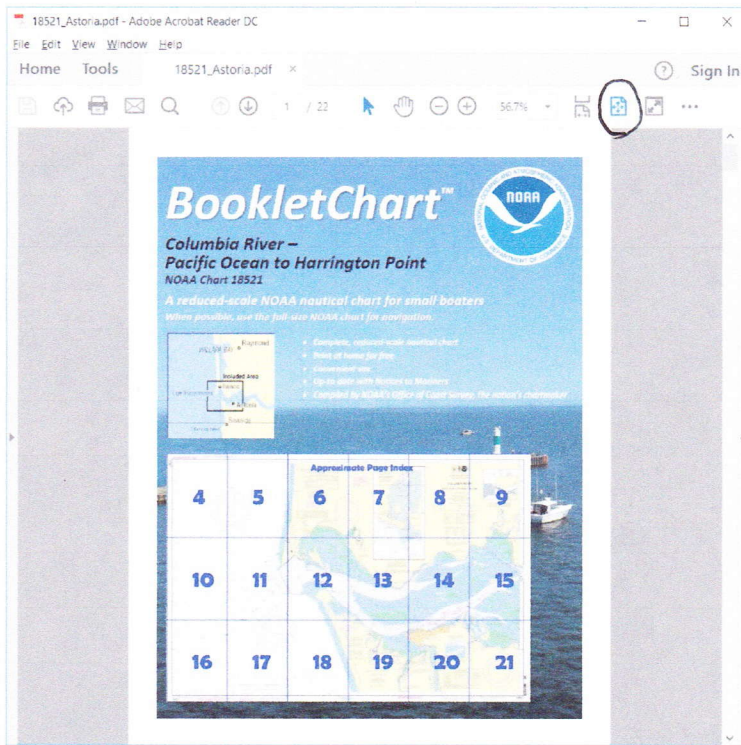 18521_Astoria.pdf - Adobe Acrobat Reader DC
File Edit View Window Help
Home Tools 18521_Astoria.pdf × ? Sign In
1 / 22 56.7%
BookletChart™
NOAA
Columbia River –
Pacific Ocean to Harrington Point
NOAA Chart 18521
A reduced-scale NOAA nautical chart for small boaters
When possible, use the full-size NOAA chart for navigation.
• Complete, reduced-scale nautical chart
• Print at home for free
• Convenient size
• Up-to-date with Notices to Mariners
• Compiled by NOAA's Office of Coast Survey, the nation's chartmaker
Raymond
Included Area
Approximate Page Index
4 5 6 7 8 9
10 11 12 13 14 15
16 17 18 19 20 21